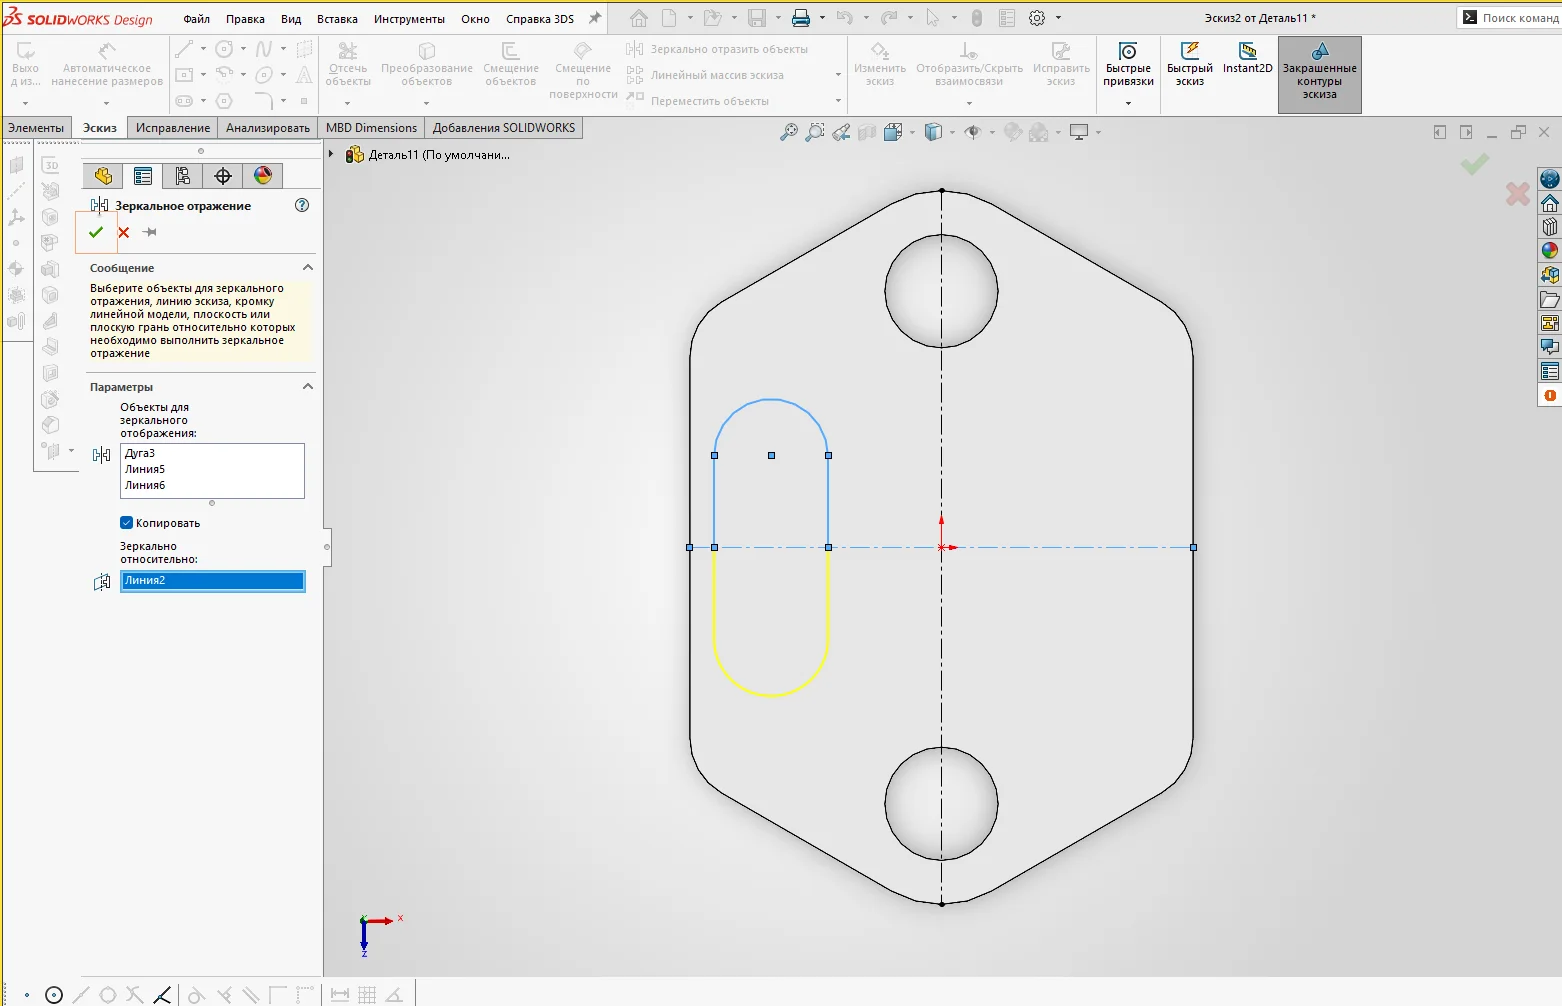 SOLIDWORKS Design
Файл Правка Вид Вставка Инструменты Окно Справка 3DS
Эскиз2 от Деталь11 *
Поиск команд
Выхо
д из...
Автоматическое
нанесение размеров
Отсечь
объекты
Преобразование
объектов
Смещение
объектов
Смещение
по
поверхности
Зеркально отразить объекты
Линейный массив эскиза
Переместить объекты
Изменить
эскиз
Отобразить/Скрыть
взаимосвязи
Исправить
эскиз
Быстрые
привязки
Быстрый
эскиз
Instant2D
Закрашенные
контуры
эскиза
Элементы Эскиз Исправление Анализировать MBD Dimensions Добавления SOLIDWORKS
3D
Деталь11 (По умолчани...
Зеркальное отражение
?
Сообщение
Выберите объекты для зеркального
отражения, линию эскиза, кромку
линейной модели, плоскость или
плоскую грань относительно которых
необходимо выполнить зеркальное
отражение
Параметры
Объекты для
зеркального
отображения:
Дуга3
Линия5
Линия6
Копировать
Зеркально
относительно:
Линия2
Y
X
Z